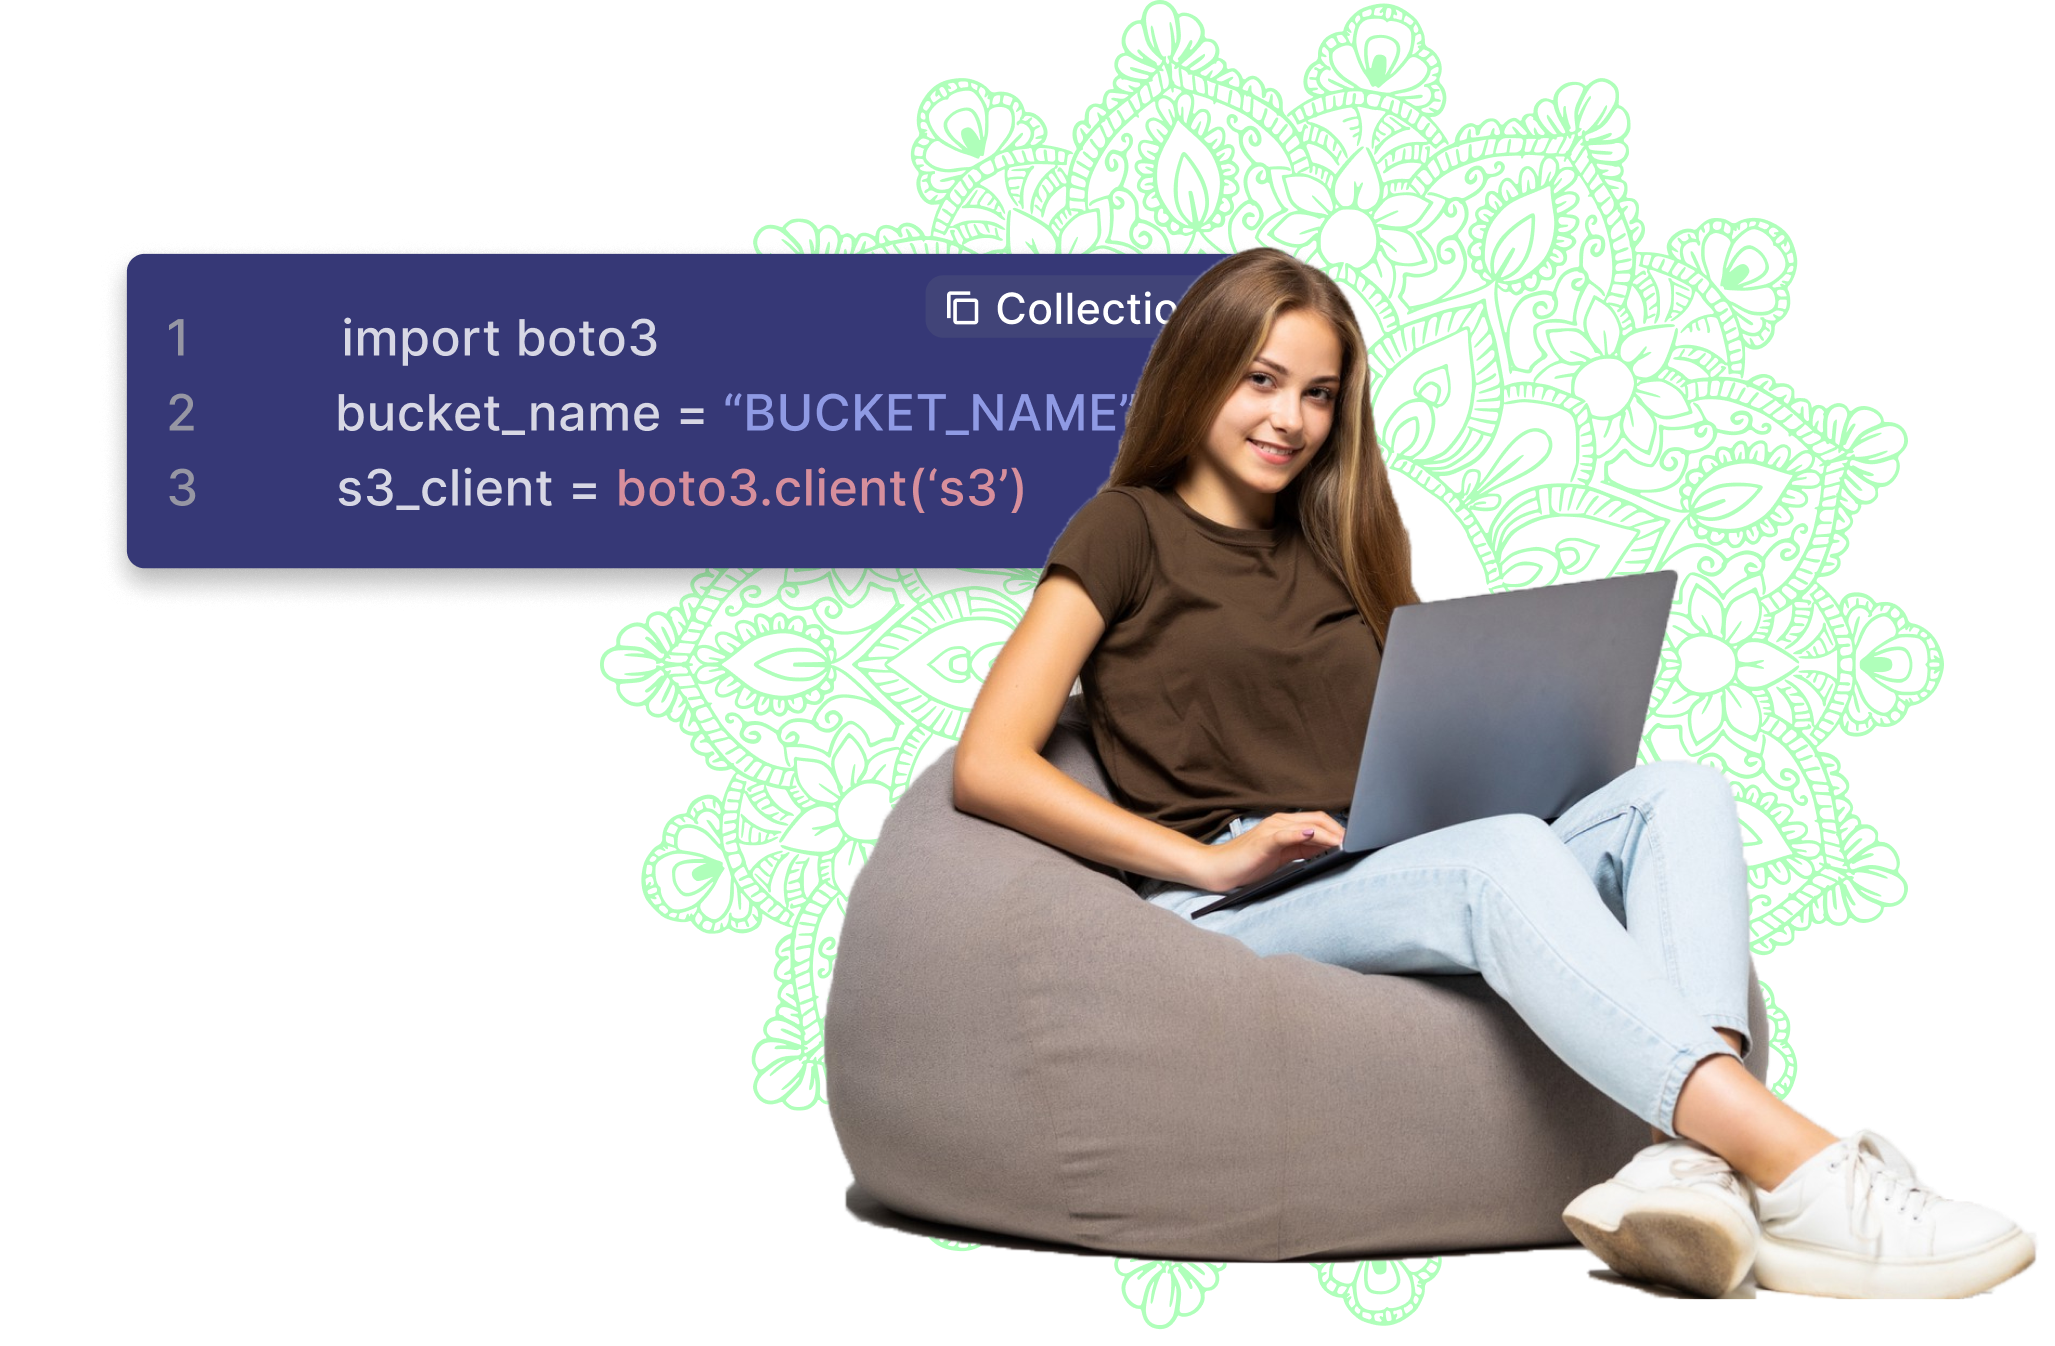 Collectio
1 import boto3
2 bucket_name = “BUCKET_NAME”
3 s3_client = boto3.client(‘s3’)